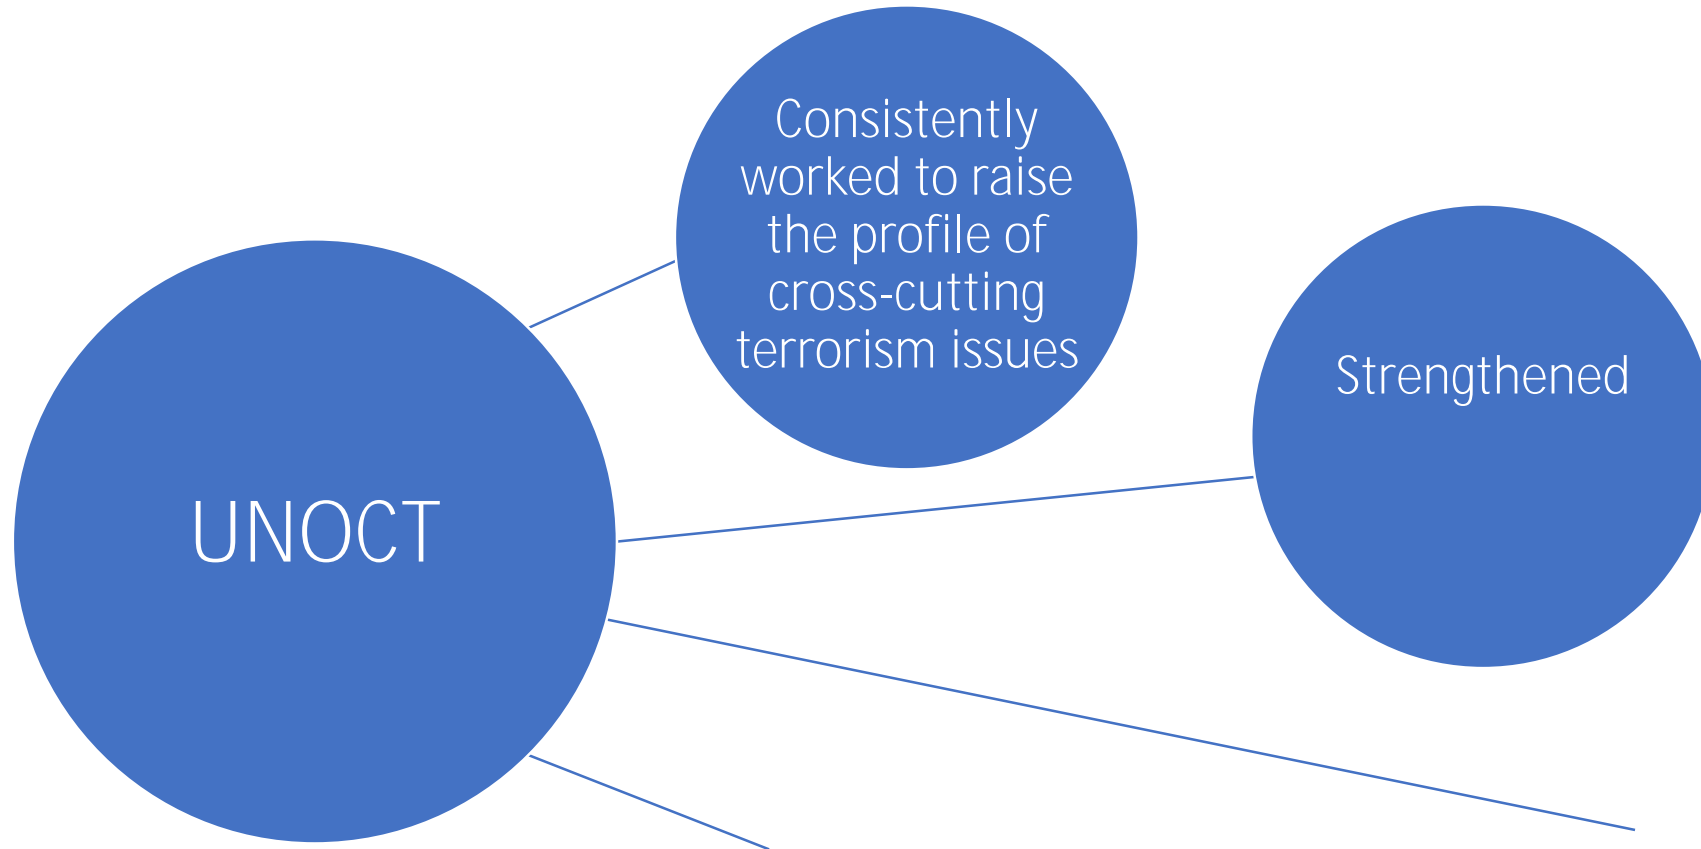 Consistently
worked to raise
the profile of
cross-cutting
terrorism issues
Strengthened
UNOCT